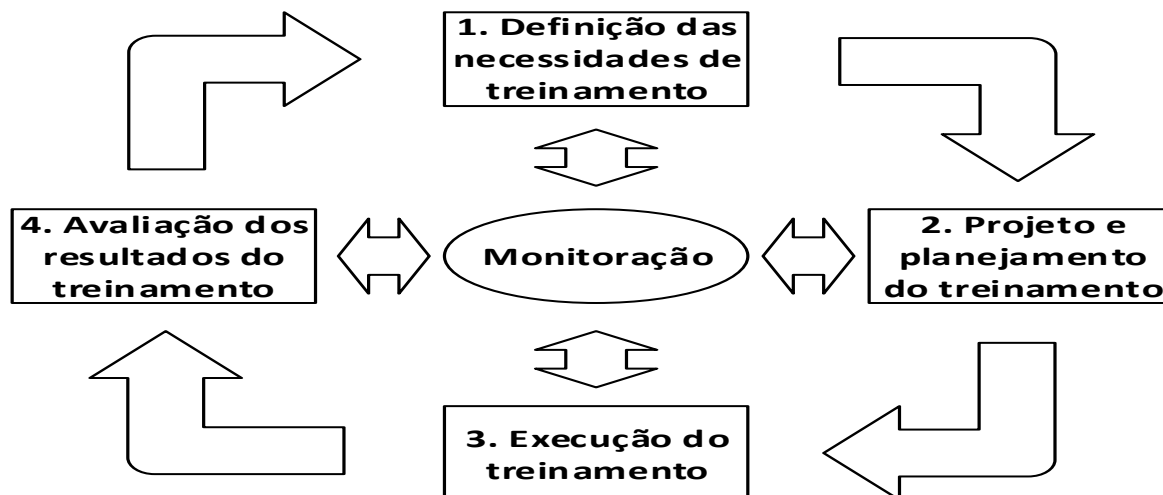 1. Definição das
necessidades de
treinamento
4. Avaliação dos
resultados do
treinamento
Monitoração
2. Projeto e
planejamento
do treinamento
3. Execução do
treinamento